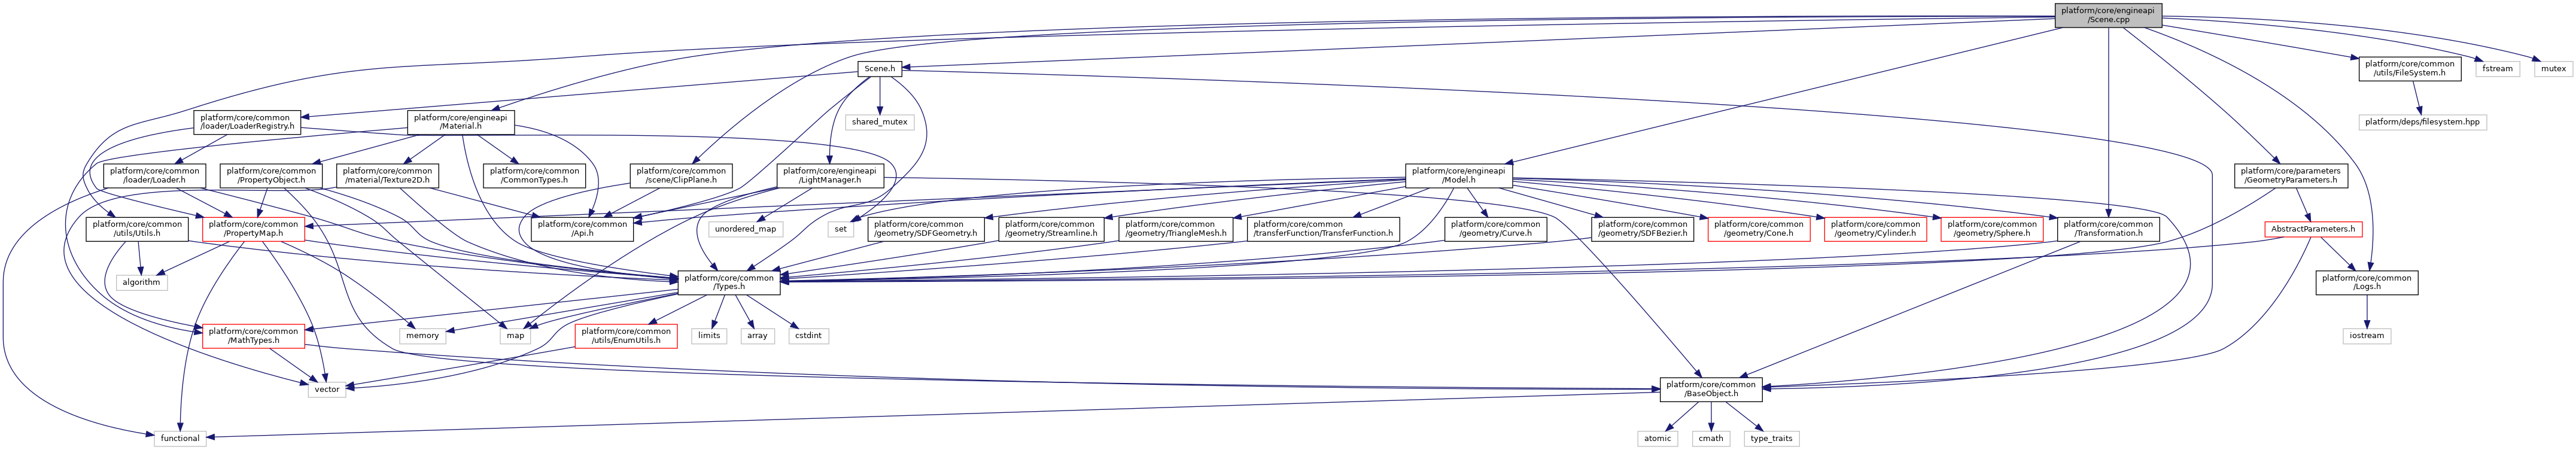 platform/core/engineapi
/Scene.cpp
Scene.h
platform/core/common
/utils/FileSystem.h
fstream
mutex
platform/core/common
/loader/LoaderRegistry.h
platform/core/engineapi
/Material.h
shared_mutex
platform/deps/filesystem.hpp
platform/core/common
/loader/Loader.h
platform/core/common
/PropertyObject.h
platform/core/common
/material/Texture2D.h
platform/core/common
/CommonTypes.h
platform/core/common
/scene/ClipPlane.h
platform/core/engineapi
/LightManager.h
platform/core/engineapi
/Model.h
platform/core/parameters
/GeometryParameters.h
platform/core/common
/utils/Utils.h
platform/core/common
/PropertyMap.h
platform/core/common
/Api.h
unordered_map
set
platform/core/common
/geometry/SDFGeometry.h
platform/core/common
/geometry/Streamline.h
platform/core/common
/geometry/TriangleMesh.h
platform/core/common
/transferFunction/TransferFunction.h
platform/core/common
/geometry/Curve.h
platform/core/common
/geometry/SDFBezier.h
platform/core/common
/geometry/Cone.h
platform/core/common
/geometry/Cylinder.h
platform/core/common
/geometry/Sphere.h
platform/core/common
/Transformation.h
AbstractParameters.h
algorithm
platform/core/common
/Types.h
platform/core/common
/Logs.h
platform/core/common
/MathTypes.h
memory
map
platform/core/common
/utils/EnumUtils.h
limits
array
cstdint
iostream
vector
platform/core/common
/BaseObject.h
functional
atomic
cmath
type_traits